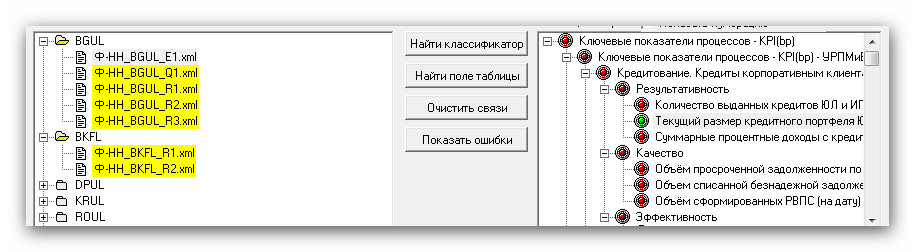 BGUL
Ф-НН_BGUL_E1.xml
Ф-НН_BGUL_Q1.xml
Ф-НН_BGUL_R1.xml
Ф-НН_BGUL_R2.xml
Ф-НН_BGUL_R3.xml
BKFL
Ф-НН_BKFL_R1.xml
Ф-НН_BKFL_R2.xml
DPUL
KRUL
ROUL
Найти классификатор
Найти поле таблицы
Очистить связи
Показать ошибки
Ключевые показатели процессов - KPI(bp)
Ключевые показатели процессов - KPI(bp) - УРПМиБ
Кредитование. Кредиты корпоративным клиент
Результативность
Количество выданных кредитов ЮЛ и ИГ
Текущий размер кредитного портфеля Ю
Суммарные процентные доходы с креди
Качество
Объём просроченной задолженности по
Объем списанной безнадежной задолже
Объём сформированных РВПС (на дату)
Эффективность